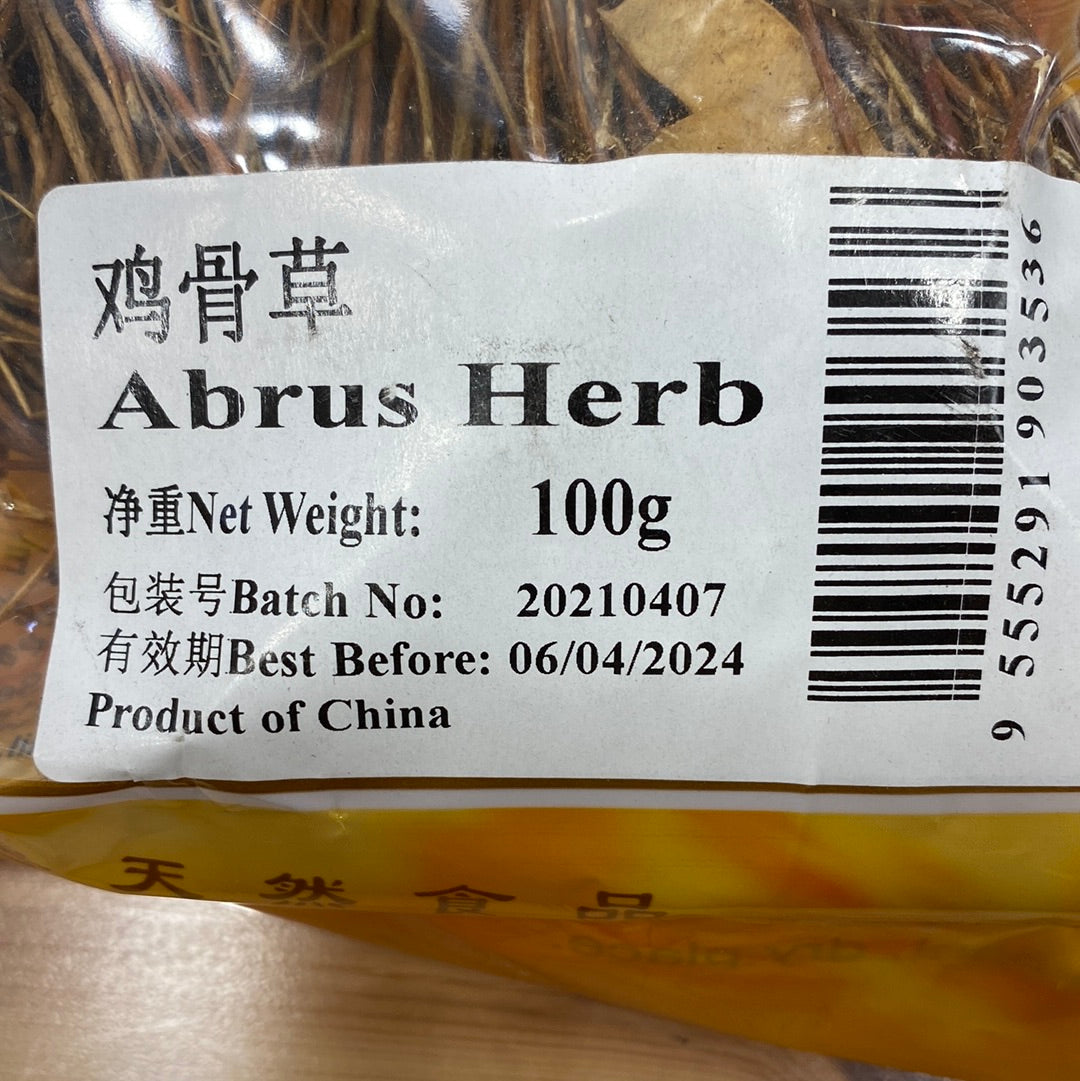 鸡骨草
Abrus Herb
净重Net Weight: 100g
包装号Batch No: 20210407
有效期Best Before: 06/04/2024
Product of China
9 555291 903536
天然食品
dry place